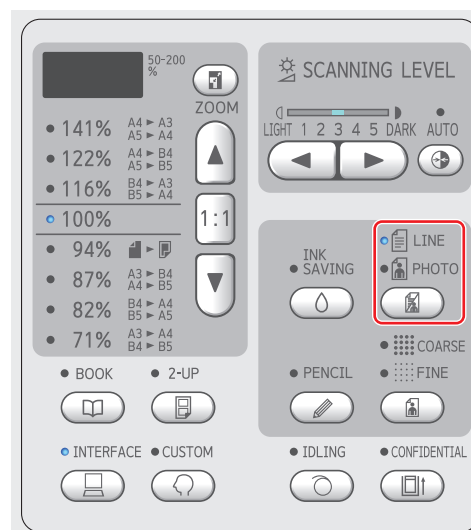 50-200
%
ZOOM
141% A4 ► A3
A5 ► A4
122% A4 ► B4
A5 ► B5
116% B4 ► A3
B5 ► A4
100%
1:1
94%
87% A3 ► B4
A4 ► B5
82% B4 ► A4
B5 ► A5
71% A3 ► A4
B4 ► B5
BOOK
2-UP
INTERFACE
CUSTOM
SCANNING LEVEL
LIGHT 1 2 3 4 5 DARK
AUTO
INK
SAVING
LINE
PHOTO
COARSE
PENCIL
FINE
IDLING
CONFIDENTIAL